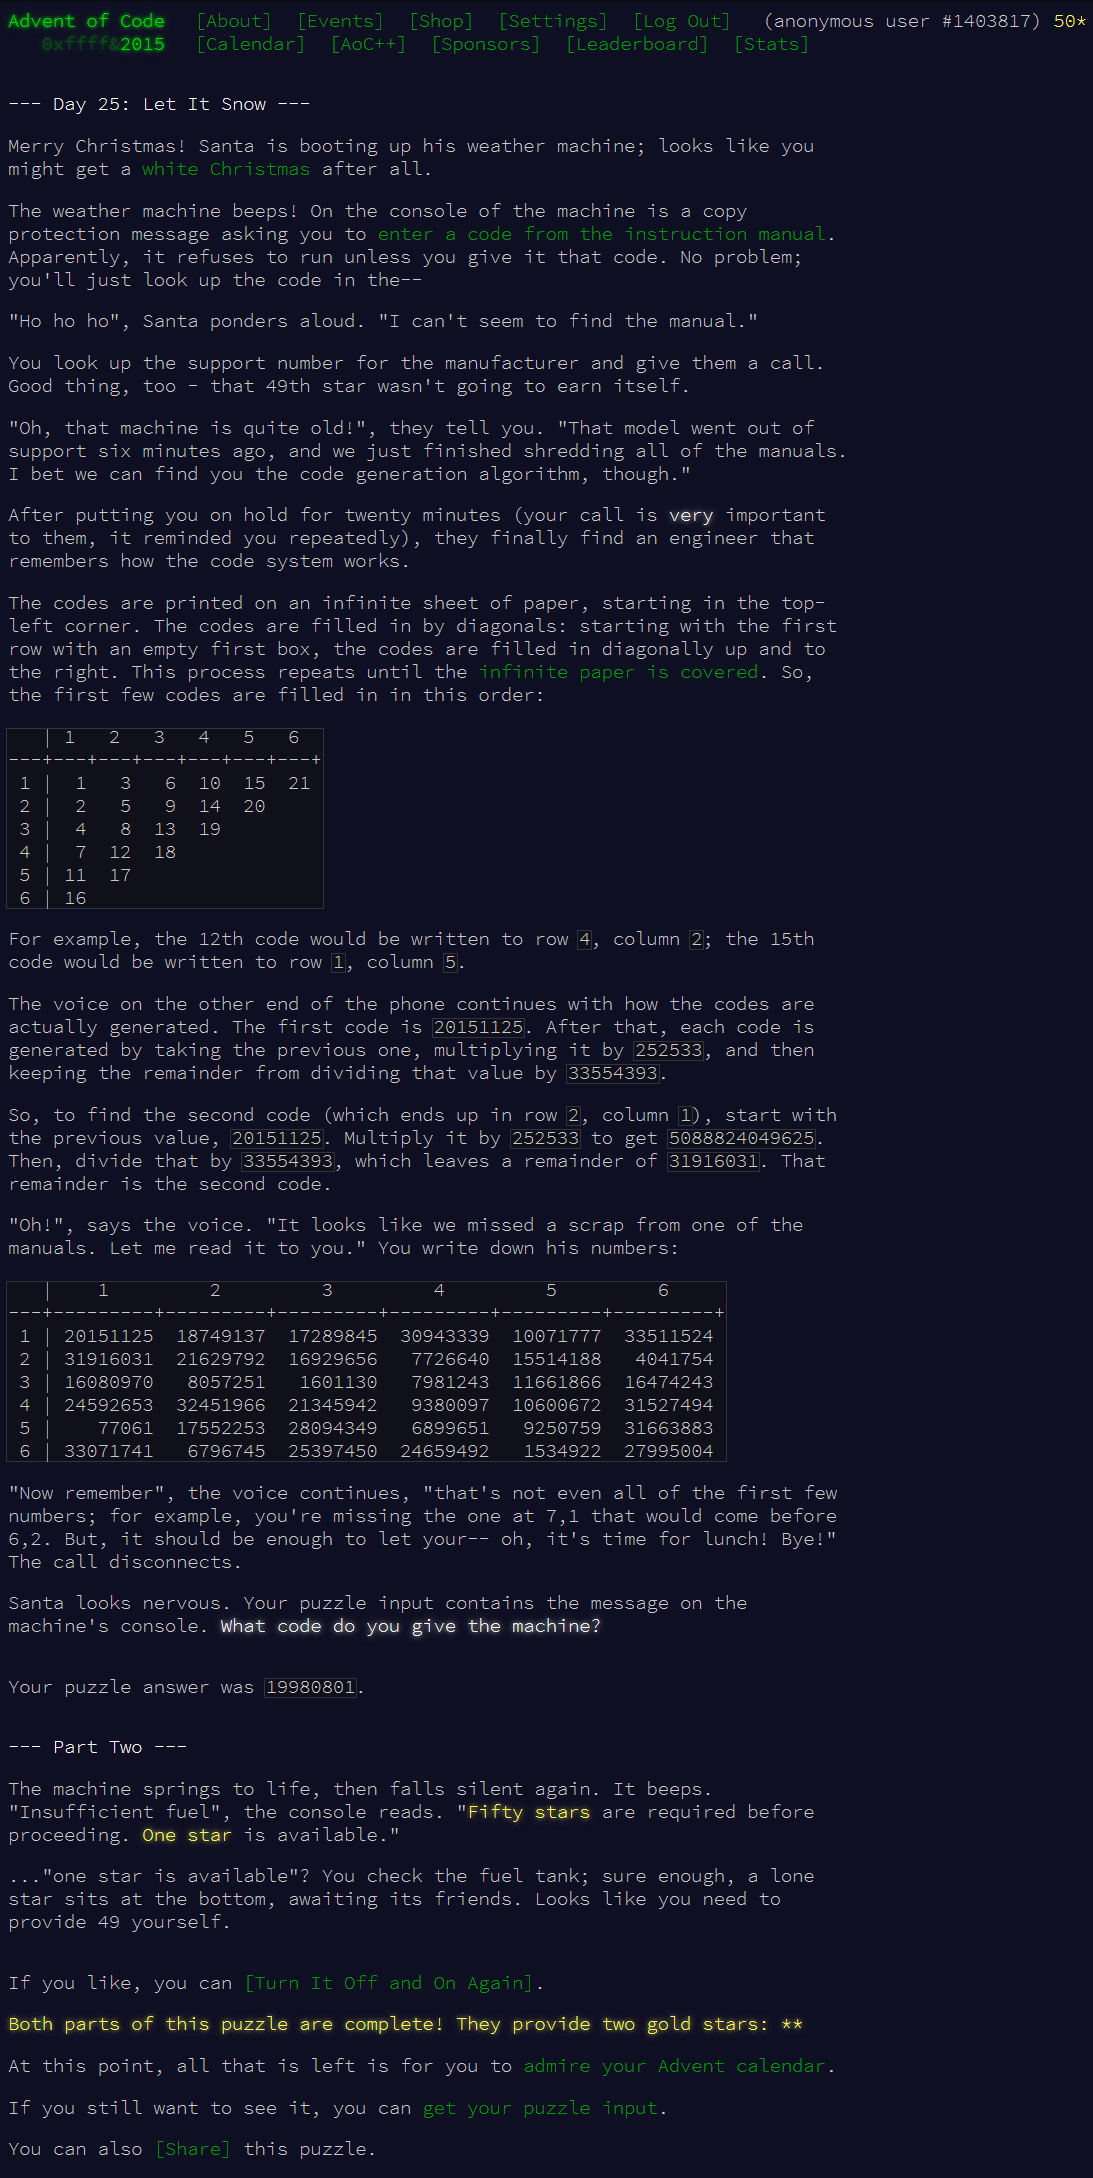 Advent of Code [About] [Events] [Shop] [Settings] [Log Out] (anonymous user #1403817) 50*
0xffff&2015 [Calendar] [AoC++] [Sponsors] [Leaderboard] [Stats]
--- Day 25: Let It Snow ---
Merry Christmas! Santa is booting up his weather machine; looks like you
might get a white Christmas after all.
The weather machine beeps! On the console of the machine is a copy
protection message asking you to enter a code from the instruction manual.
Apparently, it refuses to run unless you give it that code. No problem;
you'll just look up the code in the--
"Ho ho ho", Santa ponders aloud. "I can't seem to find the manual."
You look up the support number for the manufacturer and give them a call.
Good thing, too - that 49th star wasn't going to earn itself.
"Oh, that machine is quite old!", they tell you. "That model went out of
support six minutes ago, and we just finished shredding all of the manuals.
I bet we can find you the code generation algorithm, though."
After putting you on hold for twenty minutes (your call is very important
to them, it reminded you repeatedly), they finally find an engineer that
remembers how the code system works.
The codes are printed on an infinite sheet of paper, starting in the top-
left corner. The codes are filled in by diagonals: starting with the first
row with an empty first box, the codes are filled in diagonally up and to
the right. This process repeats until the infinite paper is covered. So,
the first few codes are filled in in this order:
   | 1   2   3   4   5   6
---+---+---+---+---+---+---+
 1 |  1   3   6  10  15  21
 2 |  2   5   9  14  20
 3 |  4   8  13  19
 4 |  7  12  18
 5 | 11  17
 6 | 16
For example, the 12th code would be written to row 4, column 2; the 15th
code would be written to row 1, column 5.
The voice on the other end of the phone continues with how the codes are
actually generated. The first code is 20151125. After that, each code is
generated by taking the previous one, multiplying it by 252533, and then
keeping the remainder from dividing that value by 33554393.
So, to find the second code (which ends up in row 2, column 1), start with
the previous value, 20151125. Multiply it by 252533 to get 5088824049625.
Then, divide that by 33554393, which leaves a remainder of 31916031. That
remainder is the second code.
"Oh!", says the voice. "It looks like we missed a scrap from one of the
manuals. Let me read it to you." You write down his numbers:
   |    1         2         3         4         5         6
---+---------+---------+---------+---------+---------+---------+
 1 | 20151125  18749137  17289845  30943339  10071777  33511524
 2 | 31916031  21629792  16929656   7726640  15514188   4041754
 3 | 16080970   8057251   1601130   7981243  11661866  16474243
 4 | 24592653  32451966  21345942   9380097  10600672  31527494
 5 |    77061  17552253  28094349   6899651   9250759  31663883
 6 | 33071741   6796745  25397450  24659492   1534922  27995004
"Now remember", the voice continues, "that's not even all of the first few
numbers; for example, you're missing the one at 7,1 that would come before
6,2. But, it should be enough to let your-- oh, it's time for lunch! Bye!"
The call disconnects.
Santa looks nervous. Your puzzle input contains the message on the
machine's console. What code do you give the machine?
Your puzzle answer was 19980801.
--- Part Two ---
The machine springs to life, then falls silent again. It beeps.
"Insufficient fuel", the console reads. "Fifty stars are required before
proceeding. One star is available."
..."one star is available"? You check the fuel tank; sure enough, a lone
star sits at the bottom, awaiting its friends. Looks like you need to
provide 49 yourself.
If you like, you can [Turn It Off and On Again].
Both parts of this puzzle are complete! They provide two gold stars: **
At this point, all that is left is for you to admire your Advent calendar.
If you still want to see it, you can get your puzzle input.
You can also [Share] this puzzle.